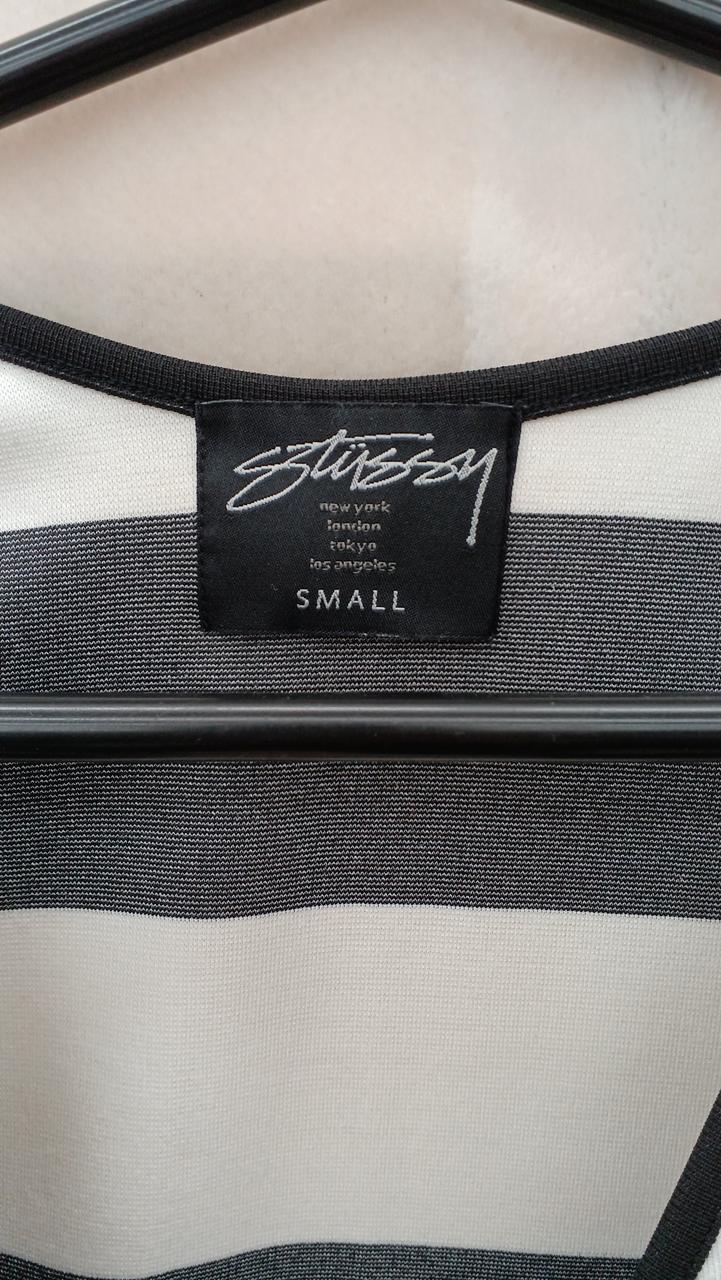 stüssy
new york
london
tokyo
los angeles
SMALL